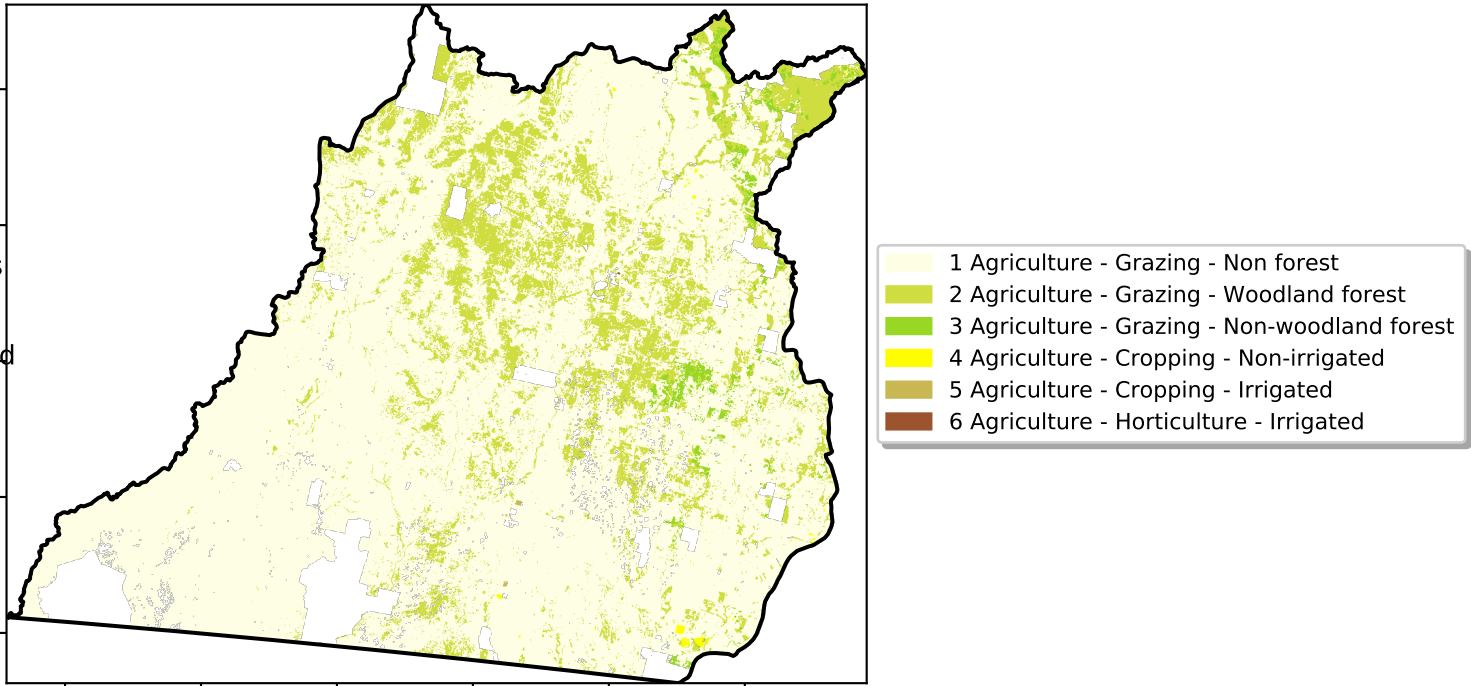 1 Agriculture - Grazing - Non forest
2 Agriculture - Grazing - Woodland forest
d
3 Agriculture - Grazing - Non-woodland forest
4 Agriculture - Cropping - Non-irrigated
5 Agriculture - Cropping - Irrigated
6 Agriculture - Horticulture - Irrigated